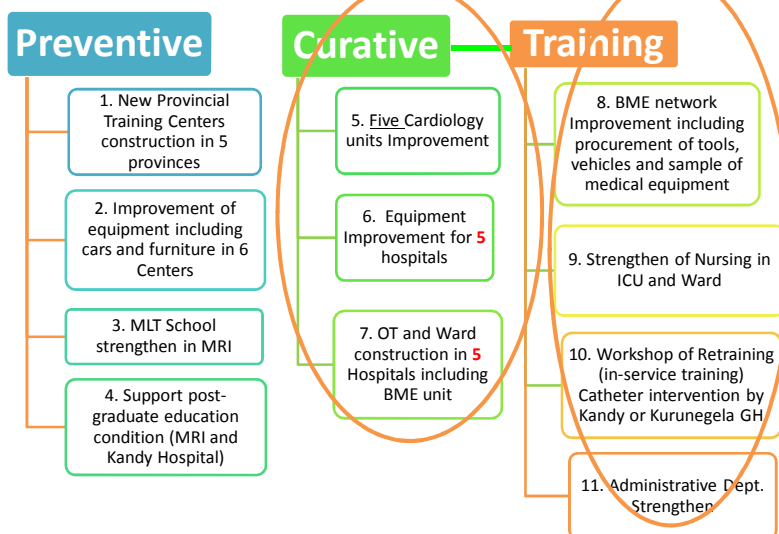 Preventive
1. New Provincial
Training Centers
construction in 5
provinces
2. Improvement of
equipment including
cars and furniture in 6
Centers
3. MLT School
strengthen in MRI
4. Support post-
graduate education
condition (MRI and
Kandy Hospital)
Curative
5. Five Cardiology
units Improvement
6. Equipment
Improvement for 5
hospitals
7. OT and Ward
construction in 5
Hospitals including
BME unit
Training
8. BME network
Improvement including
procurement of tools,
vehicles and sample of
medical equipment
9. Strengthen of Nursing in
ICU and Ward
10. Workshop of Retraining
(in-service training)
Catheter intervention by
Kandy or Kurunegela GH
11. Administrative Dept.
Strengthen